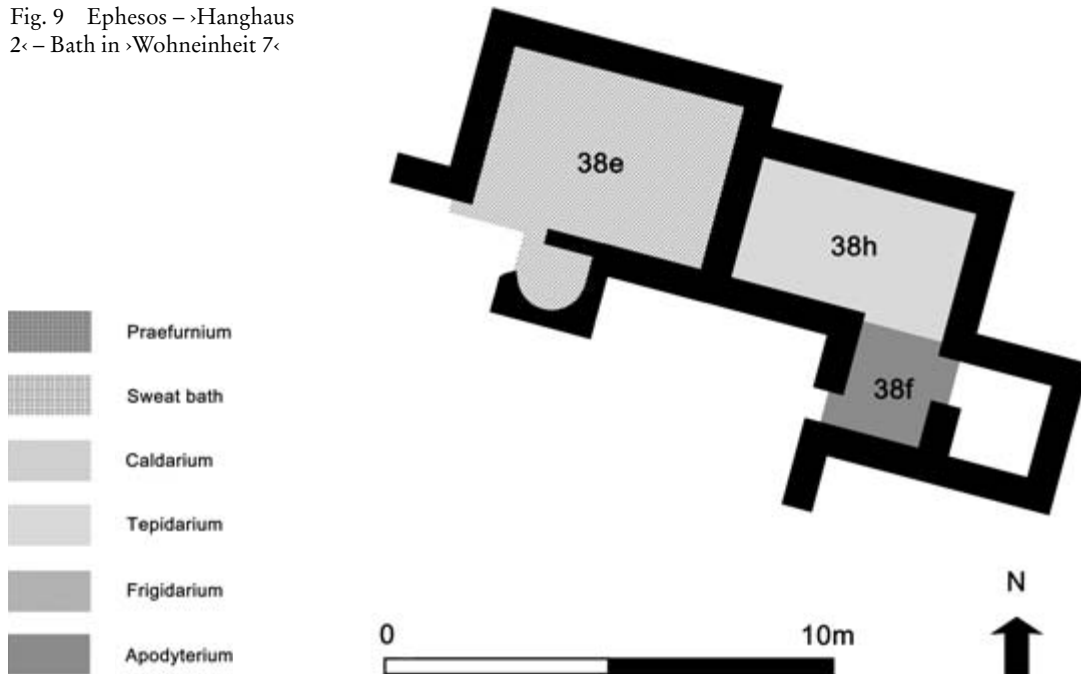 Fig. 9 Ephesos – ›Hanghaus
2‹ – Bath in ›Wohneinheit 7‹
38e
38h
38f
Praefurnium
Sweat bath
Caldarium
Tepidarium
Frigidarium
Apodyterium
0
10m
N